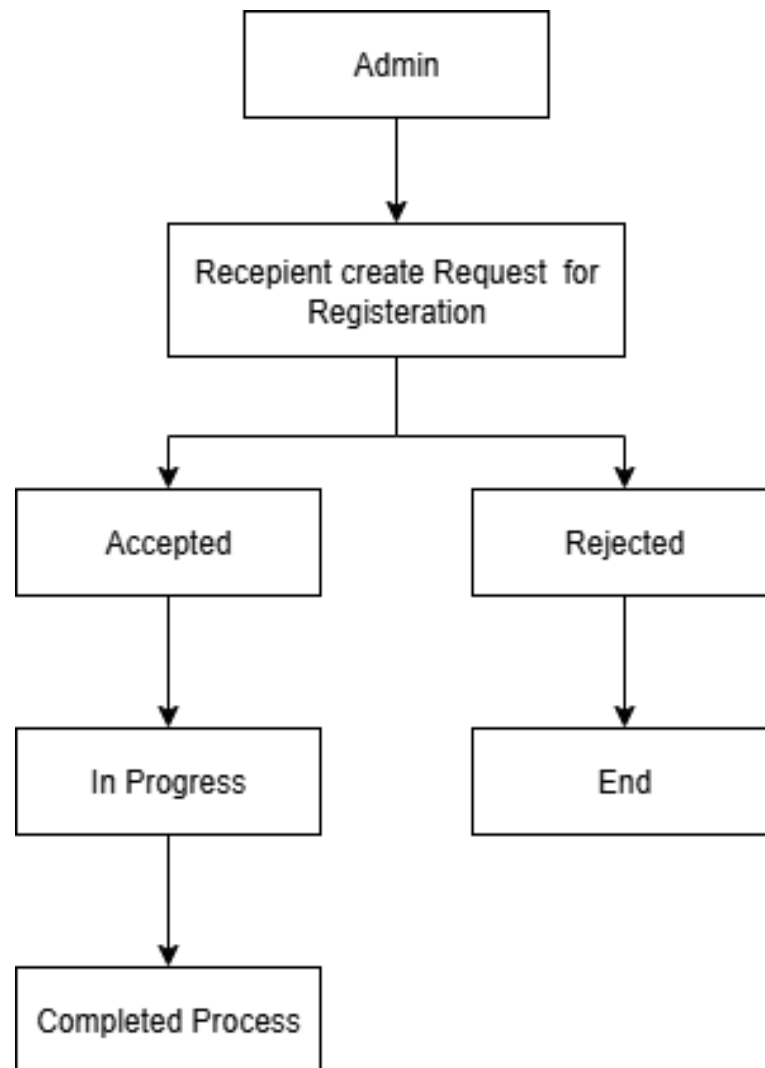 Admin
Recepient create Request for
Registeration
Accepted
Rejected
In Progress
End
Completed Process